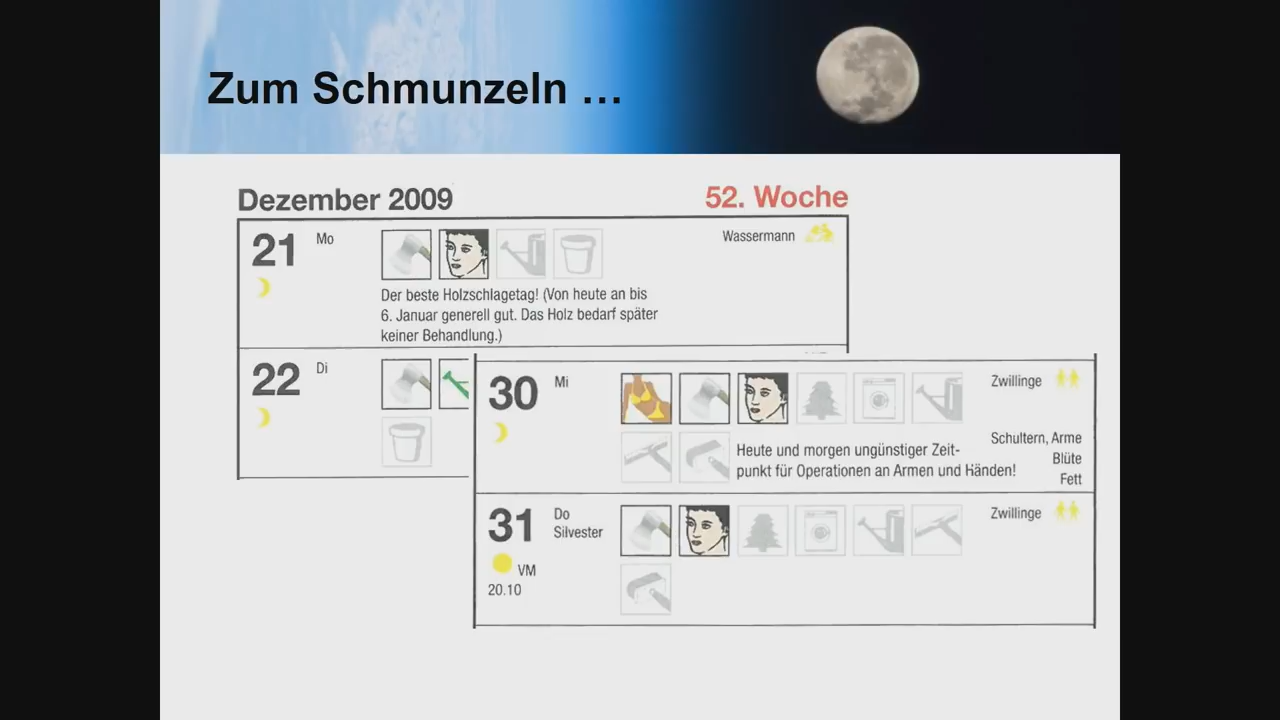 Zum Schmunzeln …
Dezember 2009
52. Woche
21 Mo
Wassermann
Der beste Holzschlagetag! (Von heute an bis
6. Januar generell gut. Das Holz bedarf später
keiner Behandlung.)
22 Di
30 Mi
Zwillinge
Schultern, Arme
Blüte
Fett
Heute und morgen ungünstiger Zeit-
punkt für Operationen an Armen und Händen!
31 Do
Silvester
Zwillinge
VM
20.10